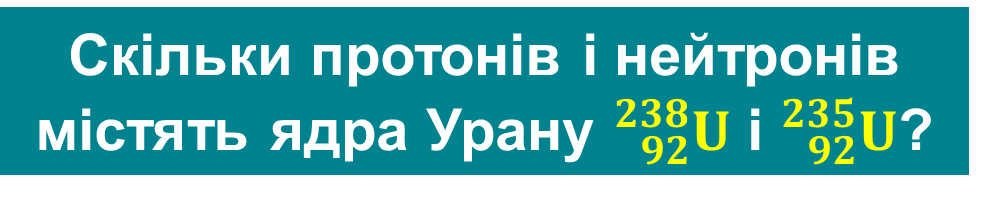 Скільки протонів і нейтронів
містять ядра Урану ²³⁸₉₂U і ²³⁵₉₂U?